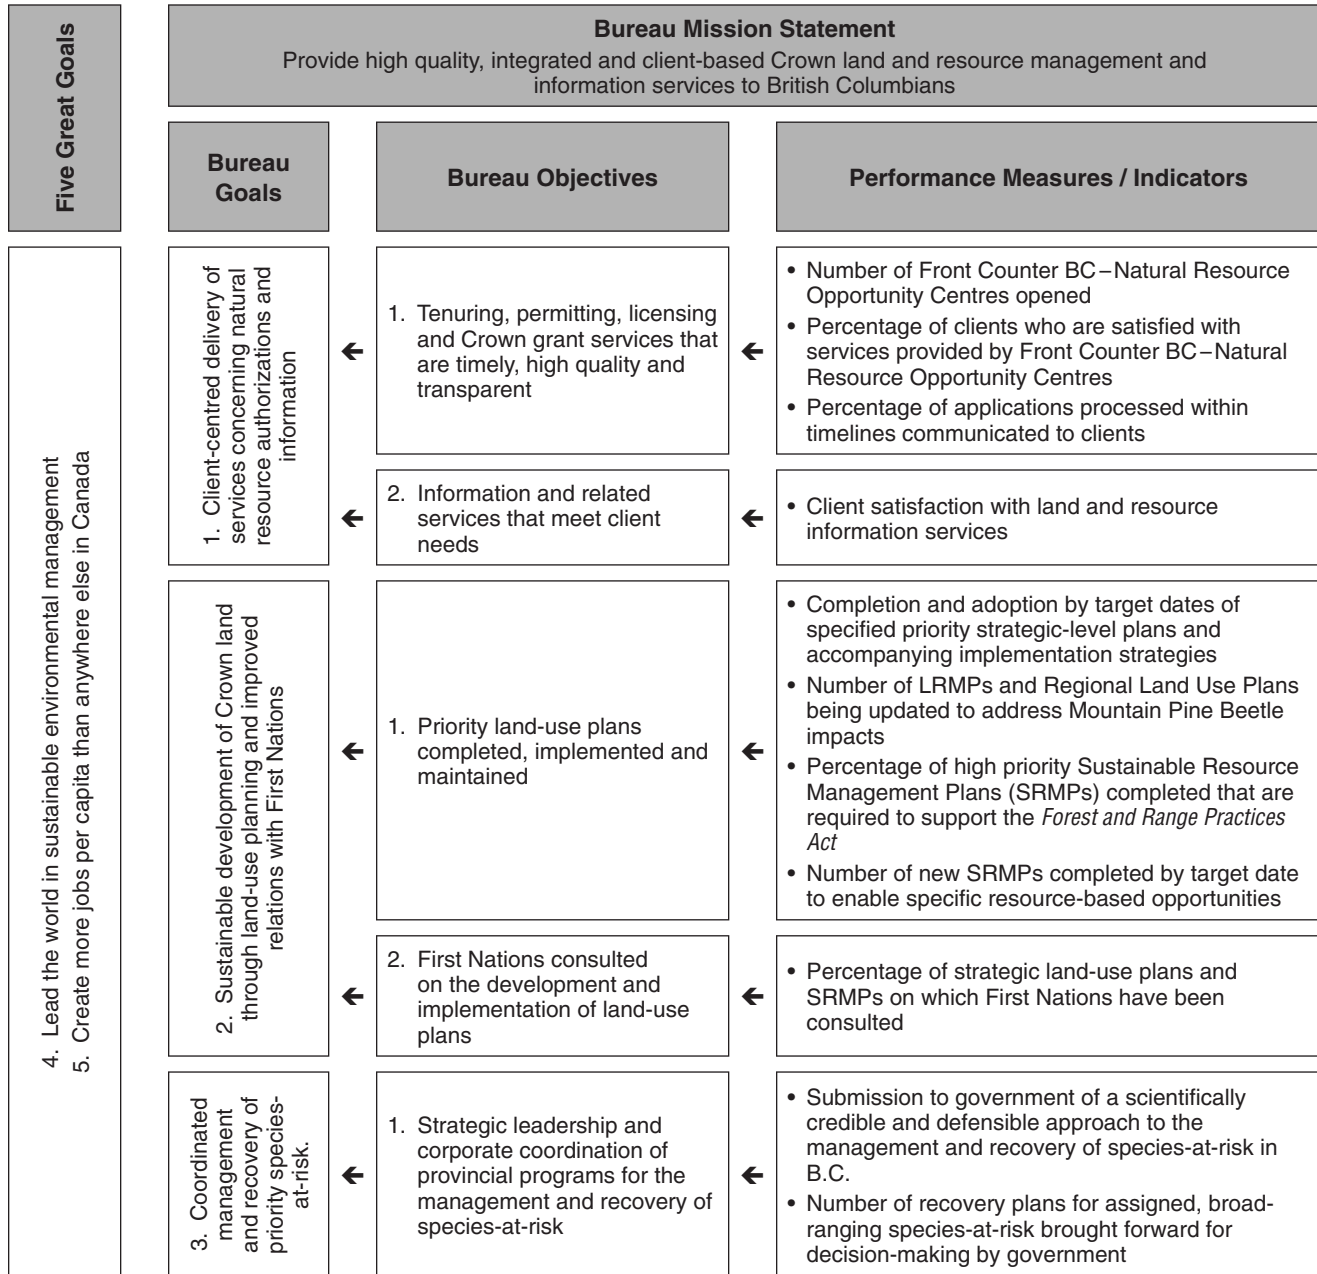 Five Great Goals
Bureau Mission Statement
Provide high quality, integrated and client-based Crown land and resource management and
information services to British Columbians
Bureau
Goals
Bureau Objectives
Performance Measures / Indicators
4. Lead the world in sustainable environmental management
5. Create more jobs per capita than anywhere else in Canada
1. Client-centred delivery of
services concerning natural
resource authorizations and
information
1. Tenuring, permitting, licensing
and Crown grant services that
are timely, high quality and
transparent
• Number of Front Counter BC–Natural Resource
Opportunity Centres opened
• Percentage of clients who are satisfied with
services provided by Front Counter BC–Natural
Resource Opportunity Centres
• Percentage of applications processed within
timelines communicated to clients
2. Information and related
services that meet client
needs
• Client satisfaction with land and resource
information services
2. Sustainable development of Crown land
through land-use planning and improved
relations with First Nations
1. Priority land-use plans
completed, implemented and
maintained
• Completion and adoption by target dates of
specified priority strategic-level plans and
accompanying implementation strategies
• Number of LRMPs and Regional Land Use Plans
being updated to address Mountain Pine Beetle
impacts
• Percentage of high priority Sustainable Resource
Management Plans (SRMPs) completed that are
required to support the Forest and Range Practices
Act
• Number of new SRMPs completed by target date
to enable specific resource-based opportunities
2. First Nations consulted
on the development and
implementation of land-use
plans
• Percentage of strategic land-use plans and
SRMPs on which First Nations have been
consulted
3. Coordinated
management
and recovery of
priority species-
at-risk.
1. Strategic leadership and
corporate coordination of
provincial programs for the
management and recovery of
species-at-risk
• Submission to government of a scientifically
credible and defensible approach to the
management and recovery of species-at-risk in
B.C.
• Number of recovery plans for assigned, broad-
ranging species-at-risk brought forward for
decision-making by government